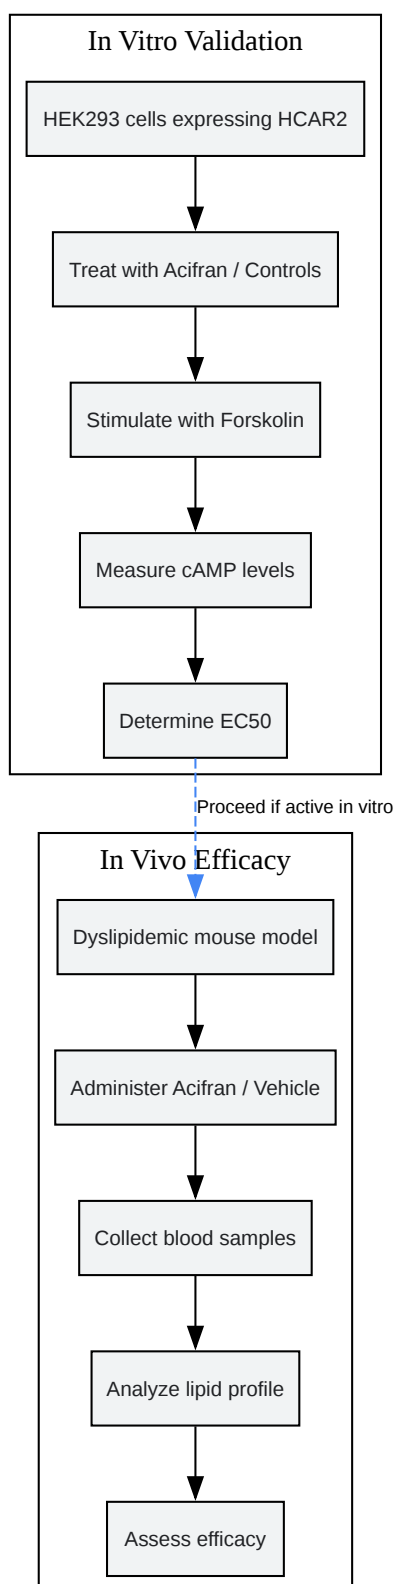 In Vitro Validation
HEK293 cells expressing HCAR2
Treat with Acifran / Controls
Stimulate with Forskolin
Measure cAMP levels
Determine EC50
Proceed if active in vitro
In Vivo Efficacy
Dyslipidemic mouse model
Administer Acifran / Vehicle
Collect blood samples
Analyze lipid profile
Assess efficacy